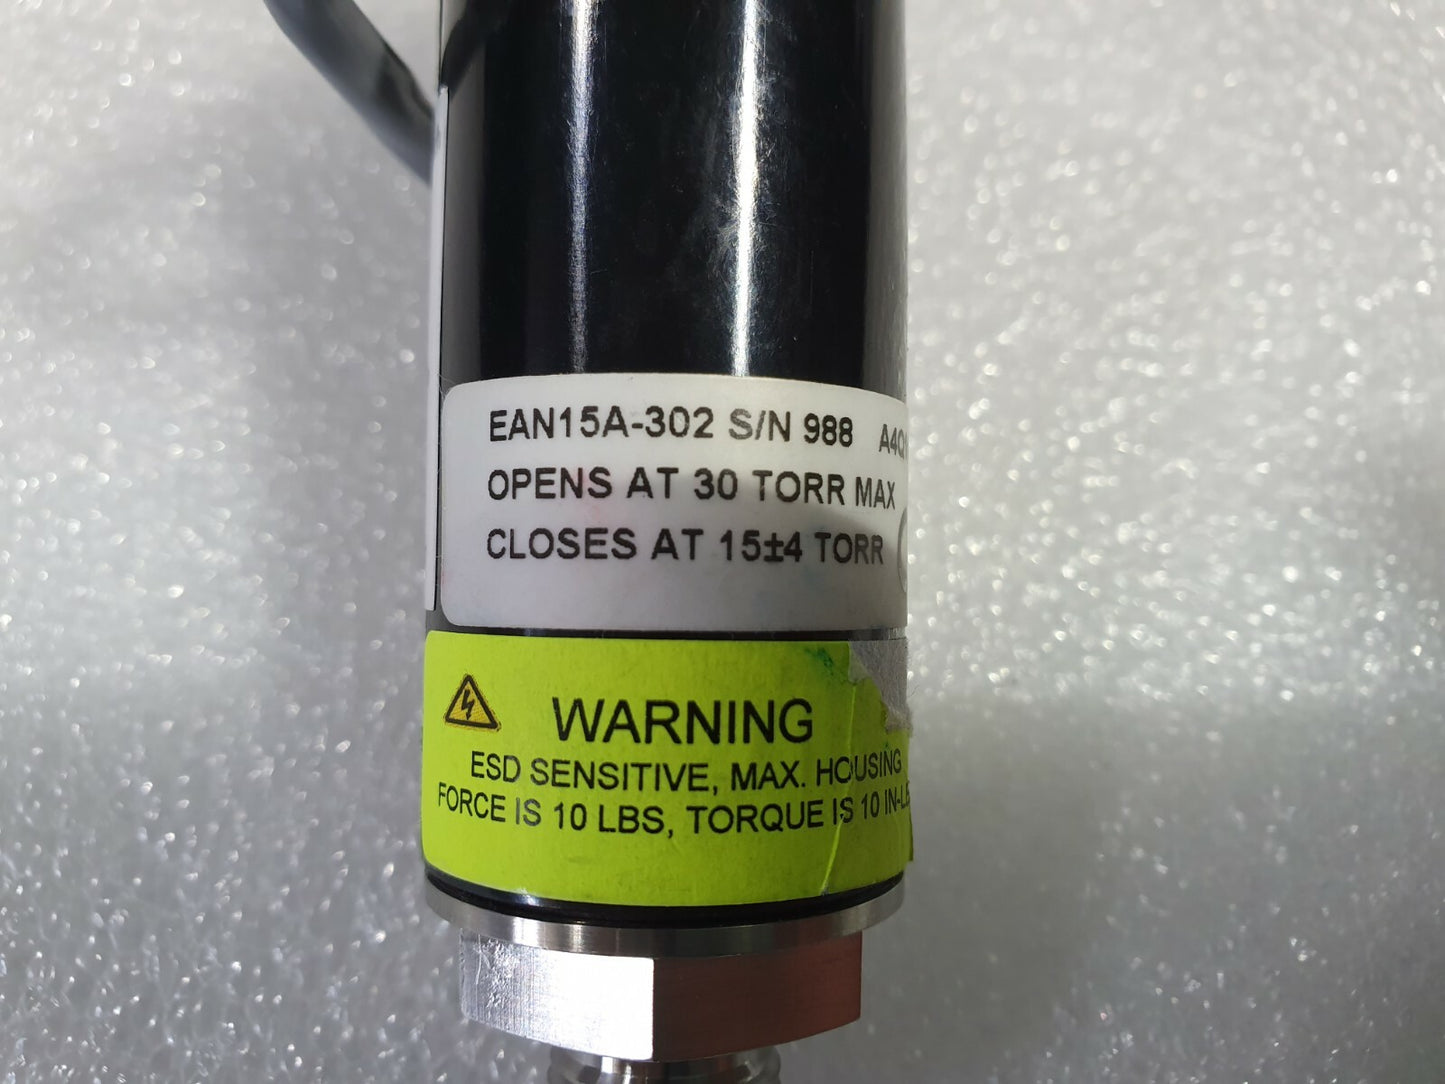 EAN15A-302 S/N 988
OPENS AT 30 TORR MAX
CLOSES AT 15±4 TORR
WARNING
ESD SENSITIVE, MAX. HOUSING
FORCE IS 10 LBS, TORQUE IS 10